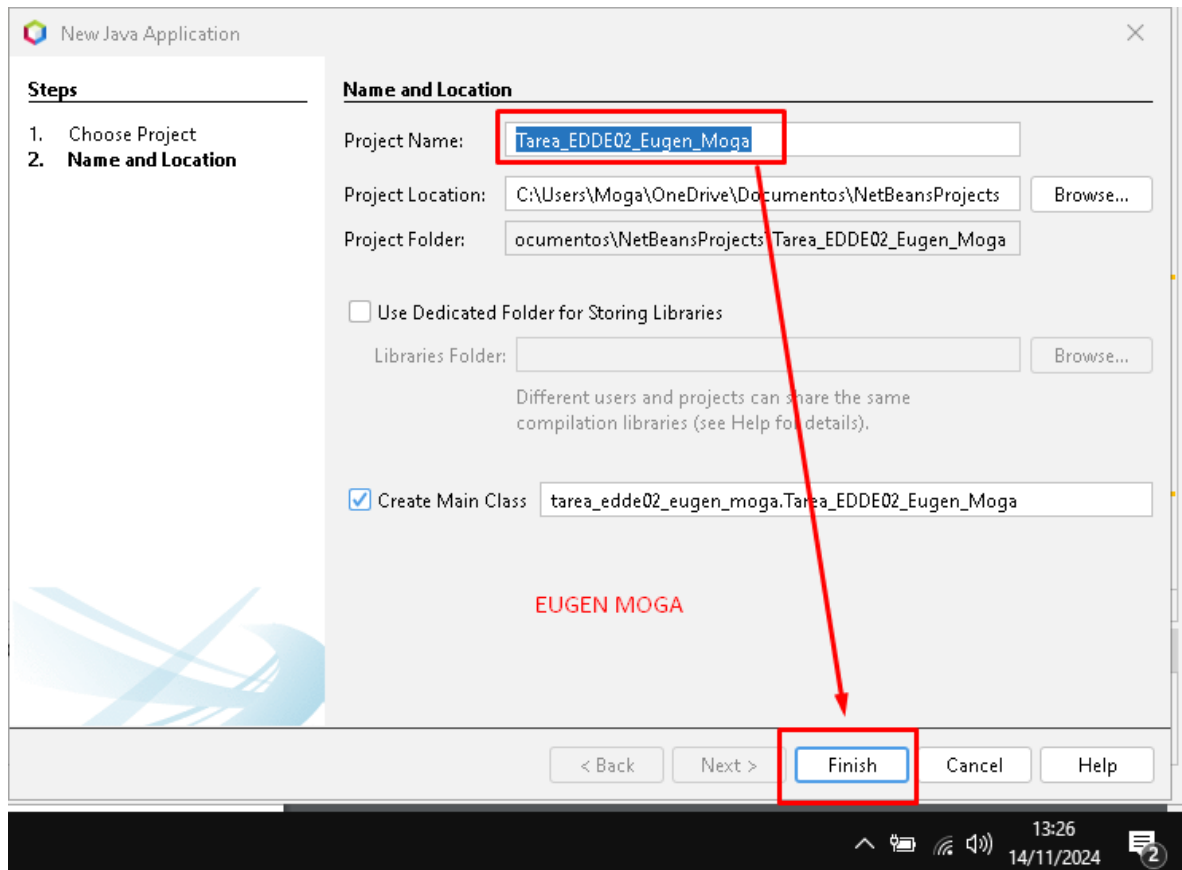 New Java Application
Steps
1. Choose Project
2. Name and Location
Name and Location
Project Name: Tarea_EDDE02_Eugen_Moga
Project Location: C:\Users\Moga\OneDrive\Documentos\NetBeansProjects Browse...
Project Folder: ocumentos\NetBeansProjects\Tarea_EDDE02_Eugen_Moga
Use Dedicated Folder for Storing Libraries
Libraries Folder: Browse...
Different users and projects can share the same
compilation libraries (see Help for details).
Create Main Class tarea_edde02_eugen_moga.Tarea_EDDE02_Eugen_Moga
EUGEN MOGA
< Back Next > Finish Cancel Help
13:26
14/11/2024
2